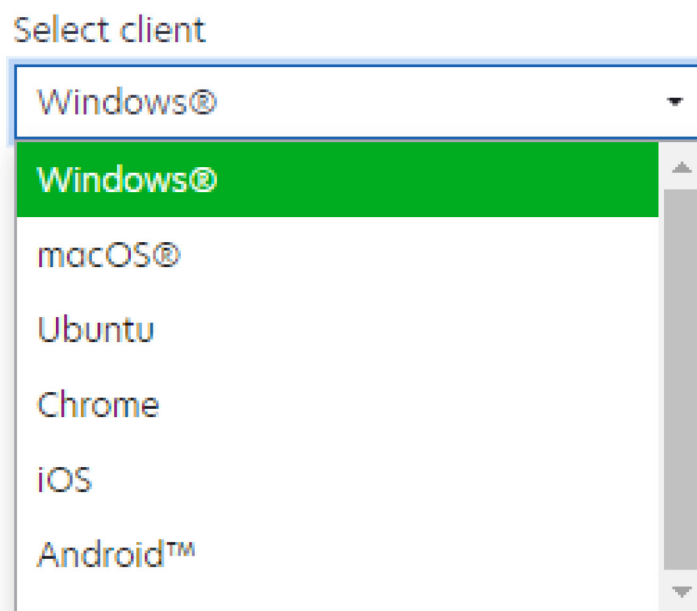 Select client
Windows®
Windows®
macOS®
Ubuntu
Chrome
iOS
Android™